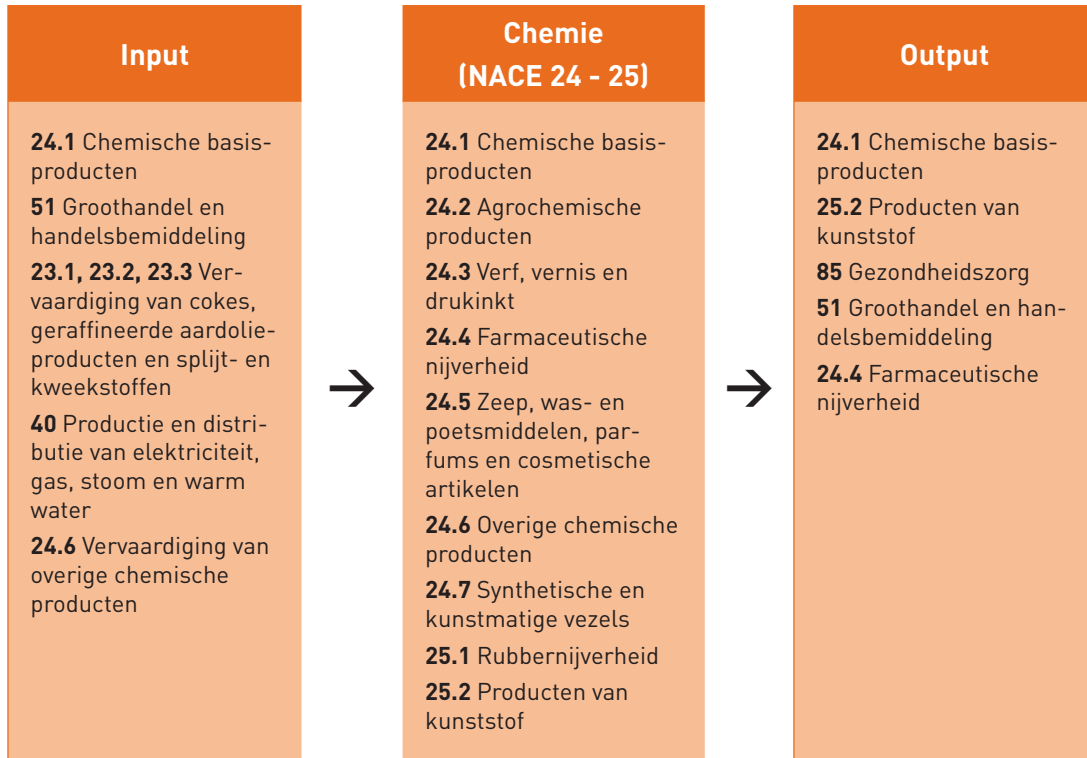 Input
24.1 Chemische basis-
producten
51 Groothandel en
handelsbemiddeling
23.1, 23.2, 23.3 Ver-
vaardiging van cokes,
geraffineerde aardolie-
producten en splijt- en
kweekstoffen
40 Productie en distri-
butie van elektriciteit,
gas, stoom en warm
water
24.6 Vervaardiging van
overige chemische
producten
→
Chemie
(NACE 24 - 25)
24.1 Chemische basis-
producten
24.2 Agrochemische
producten
24.3 Verf, vernis en
drukinkt
24.4 Farmaceutische
nijverheid
24.5 Zeep, was- en
poetsmiddelen, par-
fums en cosmetische
artikelen
24.6 Overige chemische
producten
24.7 Synthetische en
kunstmatige vezels
25.1 Rubbernijverheid
25.2 Producten van
kunststof
→
Output
24.1 Chemische basis-
producten
25.2 Producten van
kunststof
85 Gezondheidszorg
51 Groothandel en han-
delsbemiddeling
24.4 Farmaceutische
nijverheid